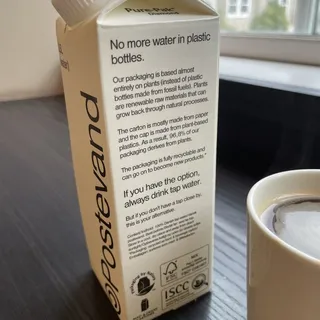 Pure-Pak®
No more water in plastic
bottles.
Our packaging is based almost
entirely on plants (instead of plastic
bottles made from fossil fuels). Plants
are renewable raw materials that can
grow back through natural processes.
The carton is mostly made from paper
and the cap is made from plant-based
plastics. As a result, 96,8% of our
packaging derives from plants.
The packaging is fully recyclable and
can go on to become new products.*
If you have the option,
always drink tap water.
But if you don't have a tap close by,
this is your alternative.
Postevand
FSC
ISCC